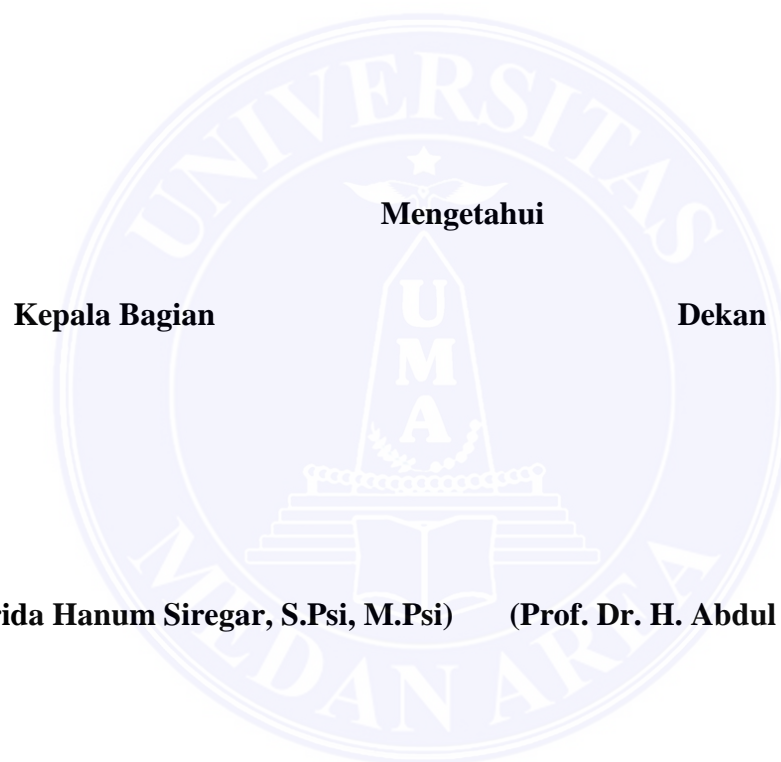 UNIVERSITAS
Mengetahui
Kepala Bagian Dekan
U
M
A
rida Hanum Siregar, S.Psi, M.Psi) (Prof. Dr. H. Abdul
MEDAN AREA